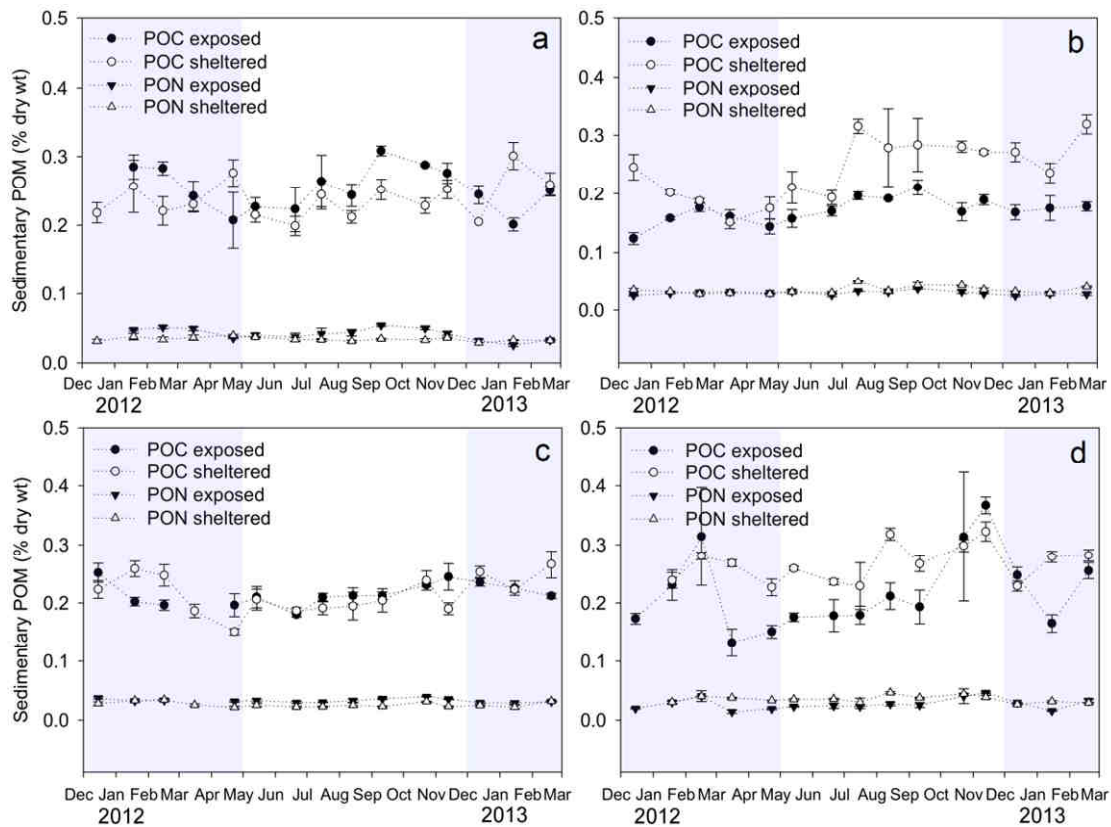 Sedimentary POM (% dry wt)
0.5
0.4
0.3
0.2
0.1
0.0
POC exposed
POC sheltered
PON exposed
PON sheltered
a
Dec Jan Feb Mar Apr May Jun Jul Aug Sep Oct Nov Dec Jan Feb Mar
2012 2013
0.5
0.4
0.3
0.2
0.1
0.0
POC exposed
POC sheltered
PON exposed
PON sheltered
b
Dec Jan Feb Mar Apr May Jun Jul Aug Sep Oct Nov Dec Jan Feb Mar
2012 2013
Sedimentary POM (% dry wt)
0.5
0.4
0.3
0.2
0.1
0.0
POC exposed
POC sheltered
PON exposed
PON sheltered
c
Dec Jan Feb Mar Apr May Jun Jul Aug Sep Oct Nov Dec Jan Feb Mar
2012 2013
0.5
0.4
0.3
0.2
0.1
0.0
POC exposed
POC sheltered
PON exposed
PON sheltered
d
Dec Jan Feb Mar Apr May Jun Jul Aug Sep Oct Nov Dec Jan Feb Mar
2012 2013